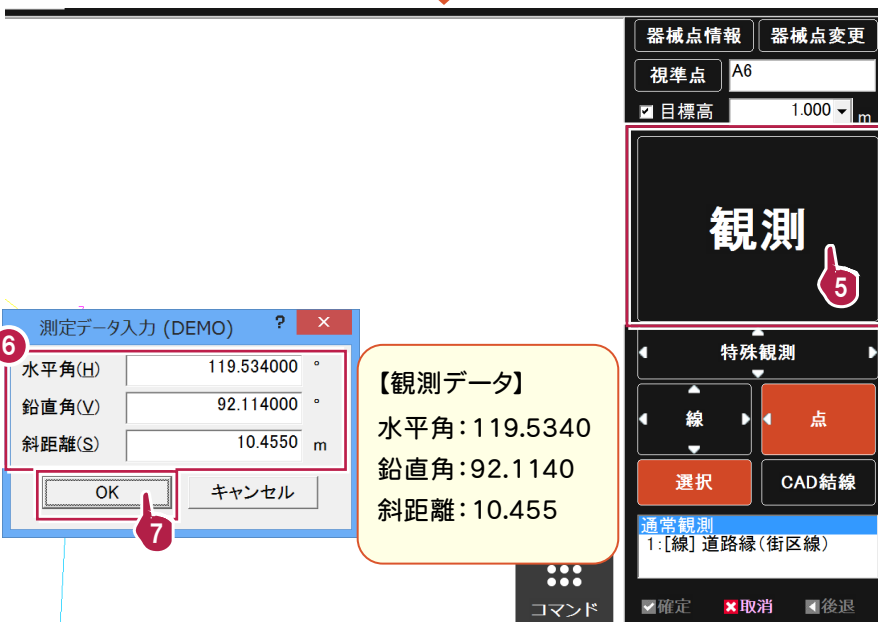 器械点情報 器械点変更
視準点 A6
目標高 1.000 m
観測
5
測定データ入力 (DEMO) ? ×
6
水平角(H) 119.534000 °
鉛直角(V) 92.114000 °
斜距離(S) 10.4550 m
OK キャンセル
7
【観測データ】
水平角：119.5340
鉛直角：92.1140
斜距離：10.455
特殊観測
線 点
選択 CAD結線
通常観測
1:[線] 道路縁(街区線)
コマンド
確定 取消 後退